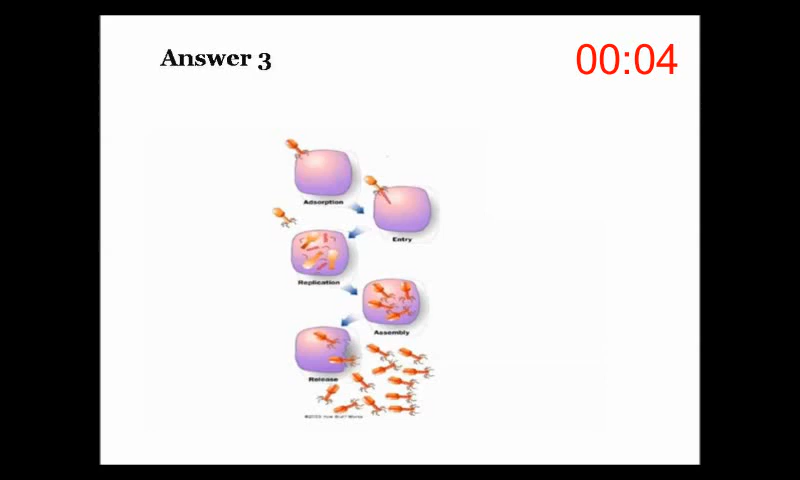 Answer 3
00:04
Adsorption
Entry
Replication
Assembly
Release